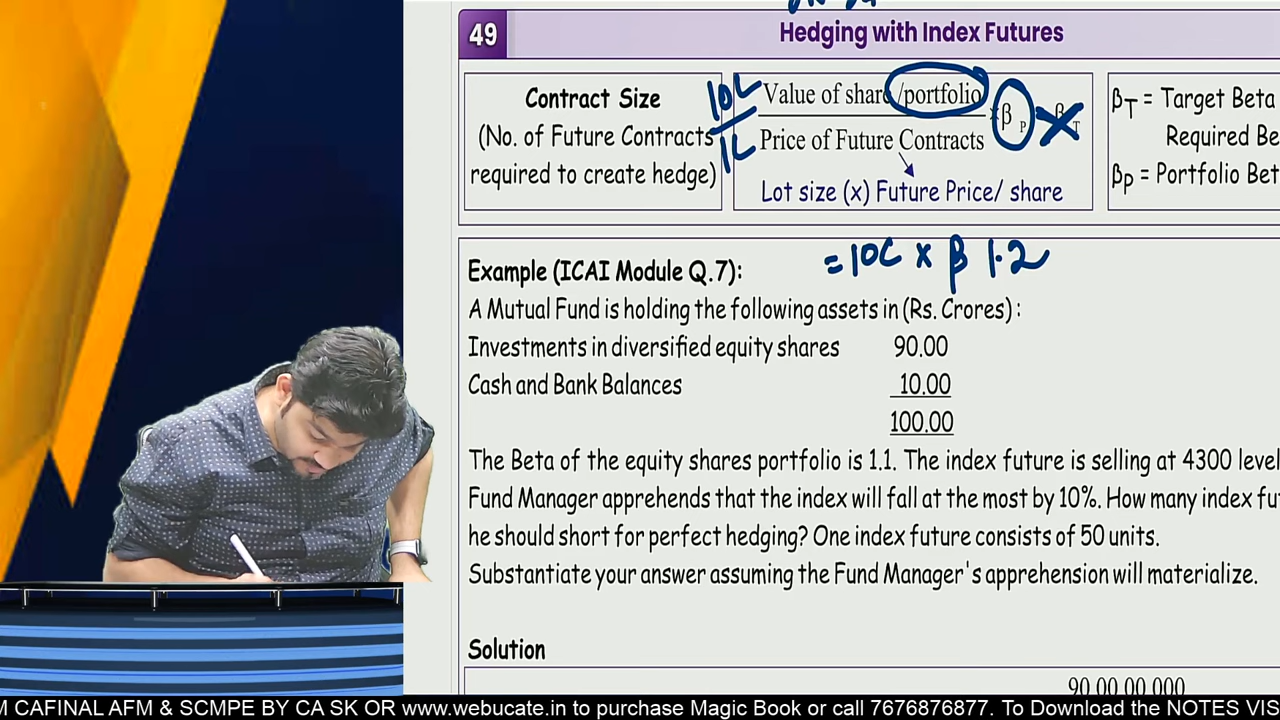 49
Hedging with Index Futures
Contract Size
(No. of Future Contracts
required to create hedge)
10L
1L
Value of share/portfolio
Price of Future Contracts
× β P
β T
Lot size (x) Future Price/ share
βT = Target Beta
Required Be
βP = Portfolio Bet
= 10C × β 1.2
Example (ICAI Module Q.7):
A Mutual Fund is holding the following assets in (Rs. Crores) :
Investments in diversified equity shares 90.00
Cash and Bank Balances 10.00
100.00
The Beta of the equity shares portfolio is 1.1. The index future is selling at 4300 level
Fund Manager apprehends that the index will fall at the most by 10%. How many index fu
he should short for perfect hedging? One index future consists of 50 units.
Substantiate your answer assuming the Fund Manager's apprehension will materialize.
Solution
90,00,00,000
M CAFINAL AFM & SCMPE BY CA SK OR www.webucate.in to purchase Magic Book or call 7676876877. To Download the NOTES VIS